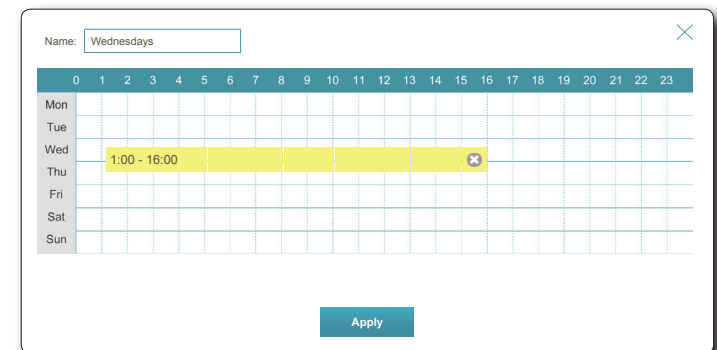 Name: Wednesdays
0 1 2 3 4 5 6 7 8 9 10 11 12 13 14 15 16 17 18 19 20 21 22 23
Mon
Tue
Wed
1:00 - 16:00
Thu
Fri
Sat
Sun
Apply